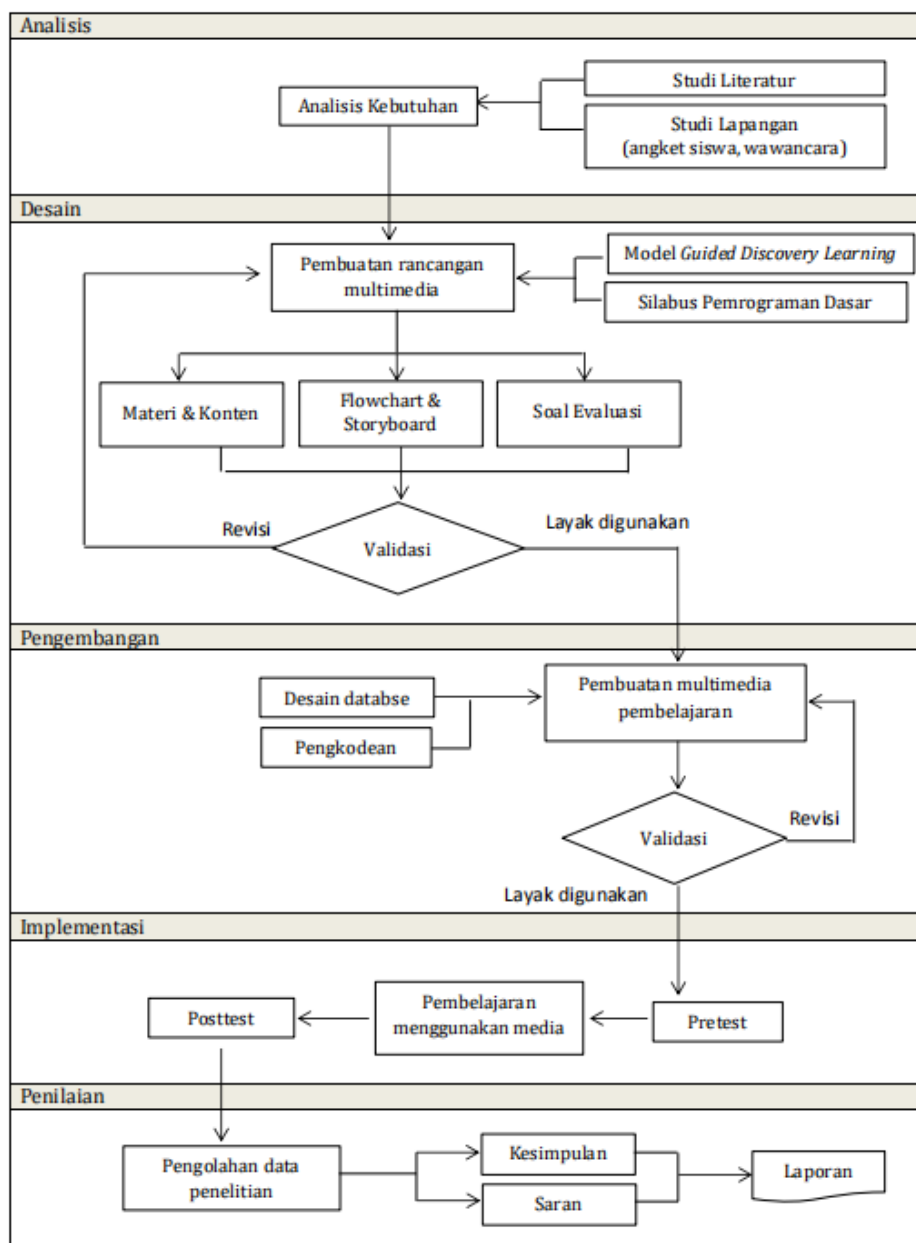 Analisis
Studi Literatur
Analisis Kebutuhan
Studi Lapangan
(angket siswa, wawancara)
Desain
Pembuatan rancangan
multimedia
Model Guided Discovery Learning
Silabus Pemrograman Dasar
Materi & Konten
Flowchart &
Storyboard
Soal Evaluasi
Revisi
Validasi
Layak digunakan
Pengembangan
Desain databse
Pengkodean
Pembuatan multimedia
pembelajaran
Validasi
Revisi
Layak digunakan
Implementasi
Posttest
Pembelajaran
menggunakan media
Pretest
Penilaian
Pengolahan data
penelitian
Kesimpulan
Saran
Laporan